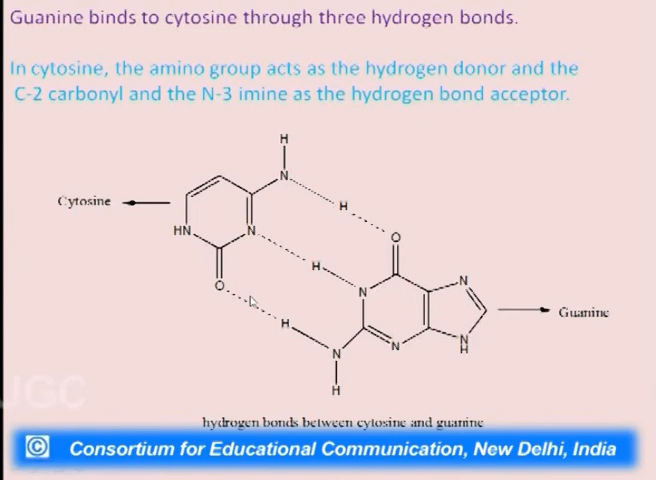 Guanine binds to cytosine through three hydrogen bonds.
In cytosine, the amino group acts as the hydrogen donor and the
C-2 carbonyl and the N-3 imine as the hydrogen bond acceptor.
H
N
H
Cytosine
HN
N
O
O
H
N
N
Guanine
H
N
N
N
H
H
JGC
hydrogen bonds between cytosine and guanine
© Consortium for Educational Communication, New Delhi, India